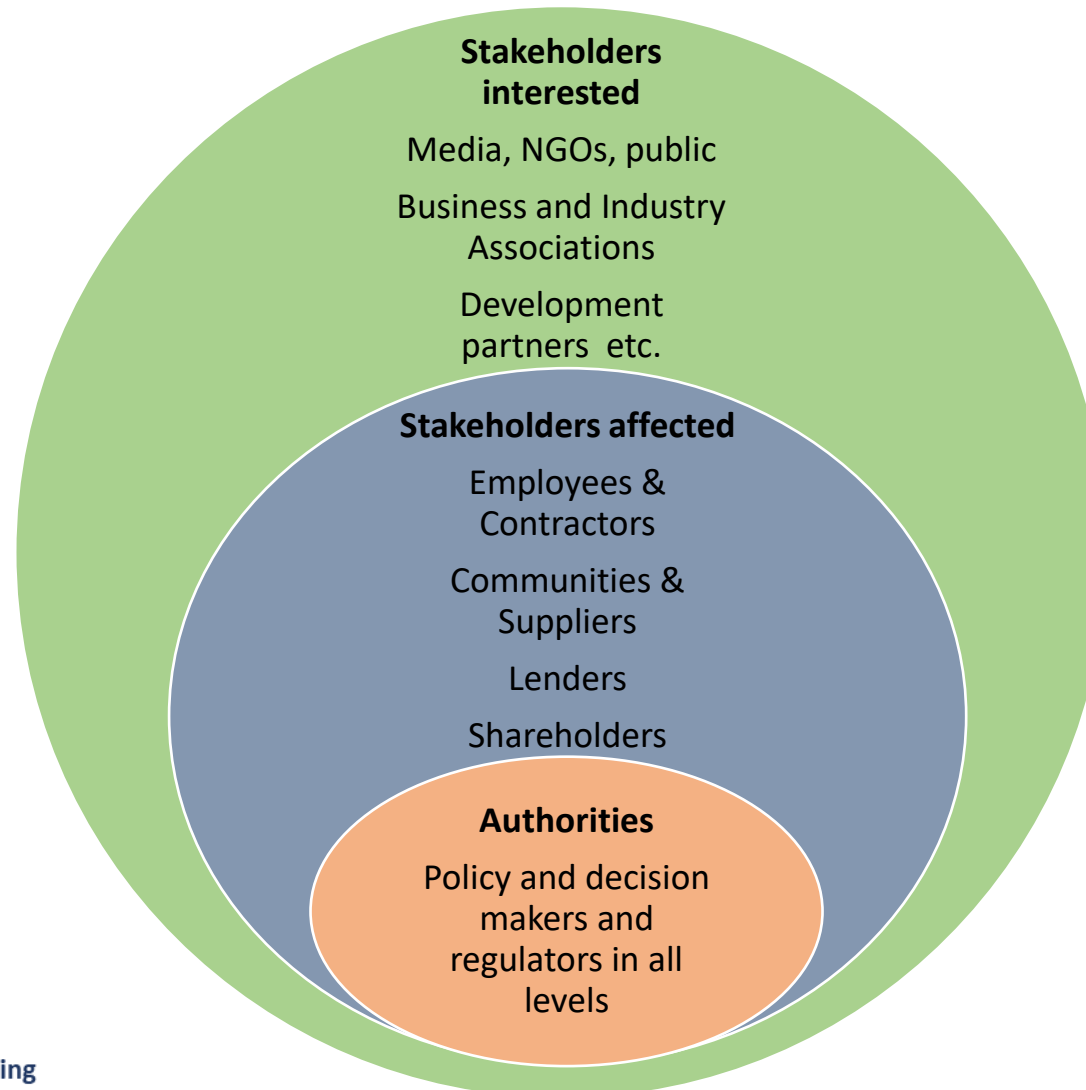 Stakeholders
interested
Media, NGOs, public
Business and Industry
Associations
Development
partners etc.
Stakeholders affected
Employees &
Contractors
Communities &
Suppliers
Lenders
Shareholders
Authorities
Policy and decision
makers and
regulators in all
levels
ing